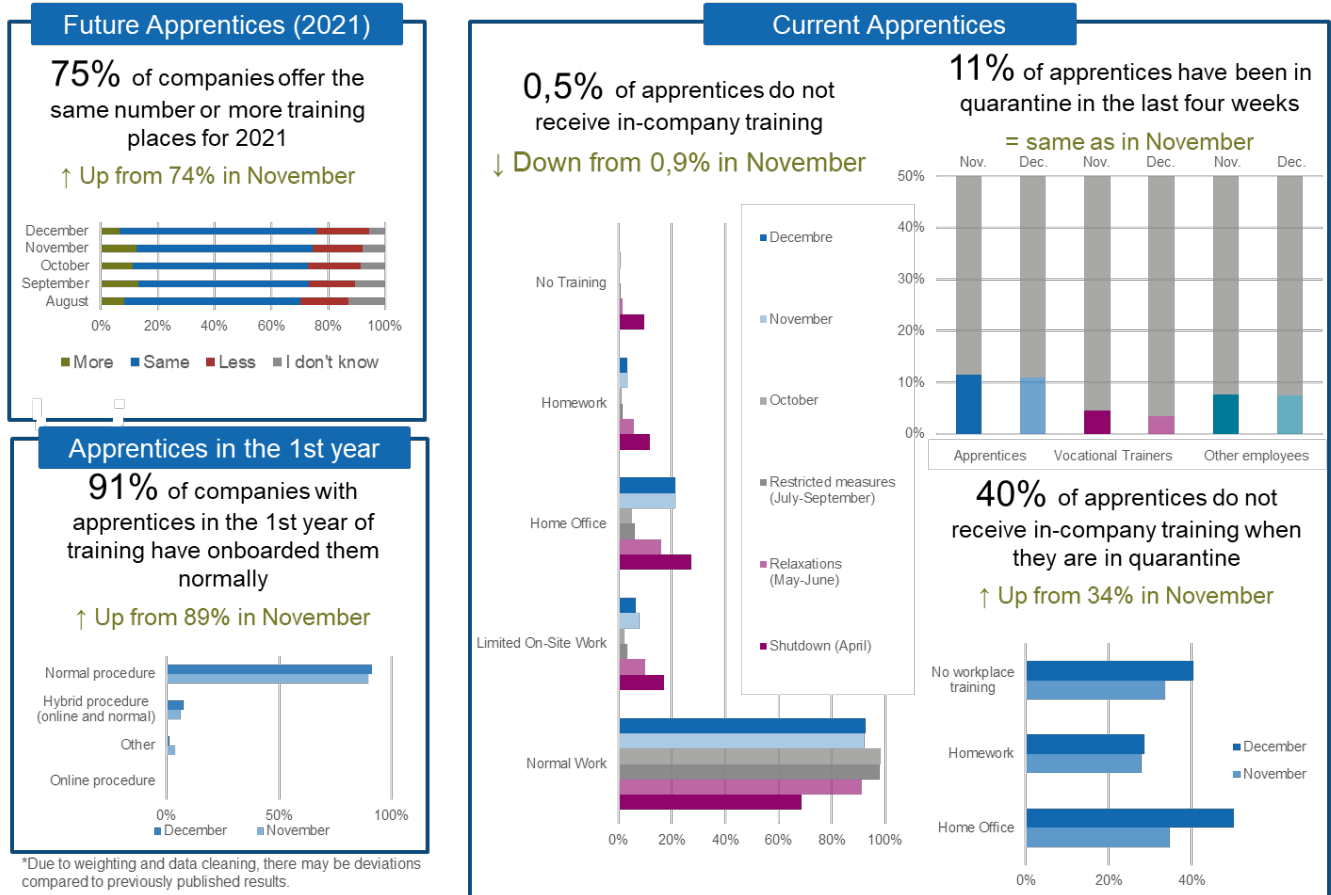 Future Apprentices (2021)
75% of companies offer the
same number or more training
places for 2021
↑ Up from 74% in November
December
November
October
September
August
0% 20% 40% 60% 80% 100%
More Same Less I don't know
Apprentices in the 1st year
91% of companies with
apprentices in the 1st year of
training have onboarded them
normally
↑ Up from 89% in November
Normal procedure
Hybrid procedure
(online and normal)
Other
Online procedure
0% 50% 100%
December November
*Due to weighting and data cleaning, there may be deviations
compared to previously published results.
Current Apprentices
0,5% of apprentices do not
receive in-company training
↓ Down from 0,9% in November
No Training
Homework
Home Office
Limited On-Site Work
Normal Work
0% 20% 40% 60% 80% 100%
Decembre
November
October
Restricted measures
(July-September)
Relaxations
(May-June)
Shutdown (April)
11% of apprentices have been in
quarantine in the last four weeks
= same as in November
Nov. Dec. Nov. Dec. Nov. Dec.
50%
40%
30%
20%
10%
0%
Apprentices Vocational Trainers Other employees
40% of apprentices do not
receive in-company training when
they are in quarantine
↑ Up from 34% in November
No workplace
training
Homework
Home Office
December
November
0% 20% 40%